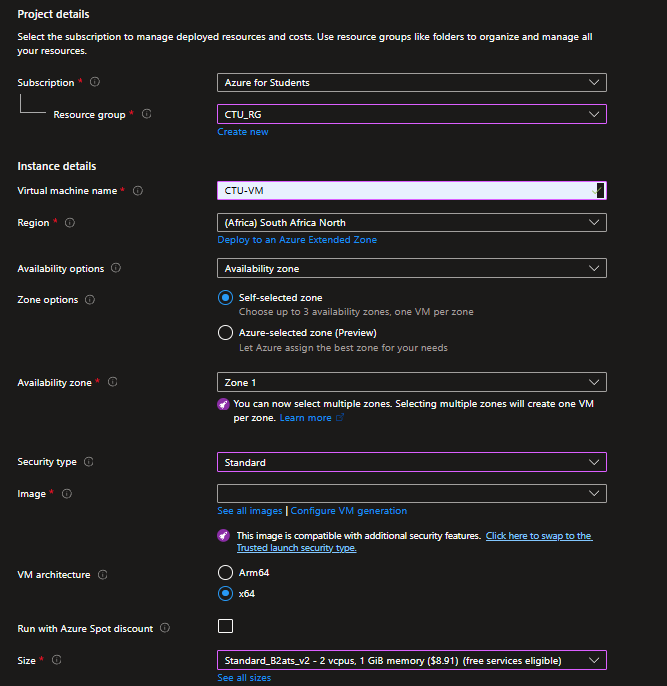 Project details
Select the subscription to manage deployed resources and costs. Use resource groups like folders to organize and manage all
your resources.
Subscription *
Azure for Students
Resource group *
CTU_RG
Create new
Instance details
Virtual machine name *
CTU-VM
Region *
(Africa) South Africa North
Deploy to an Azure Extended Zone
Availability options
Availability zone
Zone options
Self-selected zone
Choose up to 3 availability zones, one VM per zone
Azure-selected zone (Preview)
Let Azure assign the best zone for your needs
Availability zone *
Zone 1
You can now select multiple zones. Selecting multiple zones will create one VM
per zone. Learn more
Security type
Standard
Image *
See all images | Configure VM generation
This image is compatible with additional security features. Click here to swap to the
Trusted launch security type.
VM architecture
Arm64
x64
Run with Azure Spot discount
Size *
Standard_B2ats_v2 - 2 vcpus, 1 GiB memory ($8.91) (free services eligible)
See all sizes